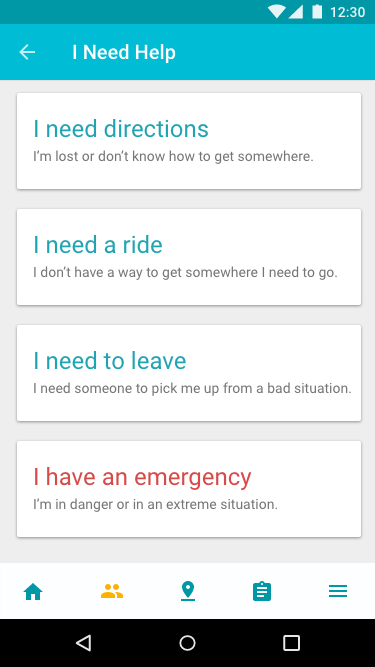 12:30
I Need Help
I need directions
I’m lost or don’t know how to get somewhere.
I need a ride
I don’t have a way to get somewhere I need to go.
I need to leave
I need someone to pick me up from a bad situation.
I have an emergency
I’m in danger or in an extreme situation.